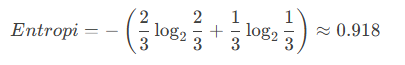 Entropi = − ( 2/3 log₂ 2/3 + 1/3 log₂ 1/3 ) ≈ 0.918